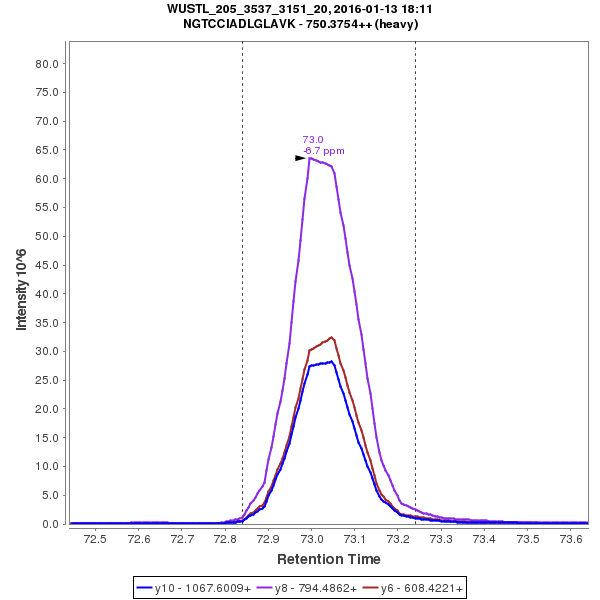 WUSTL_205_3537_3151_20, 2016-01-13 18:11
NGTCCIADLGLAVK - 750.3754++ (heavy)
80.0
75.0
70.0
65.0
60.0
55.0
50.0
45.0
40.0
35.0
30.0
25.0
20.0
15.0
10.0
5.0
0.0
Intensity 10^6
73.0
-6.7 ppm
72.5 72.6 72.7 72.8 72.9 73.0 73.1 73.2 73.3 73.4 73.5 73.6
Retention Time
y10 - 1067.6009+ y8 - 794.4862+ y6 - 608.4221+